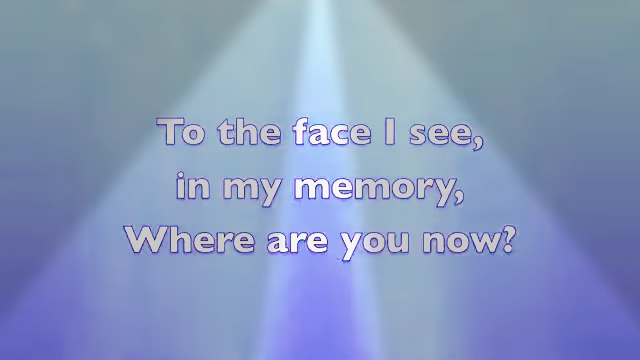 To the face I see,
in my memory,
Where are you now?